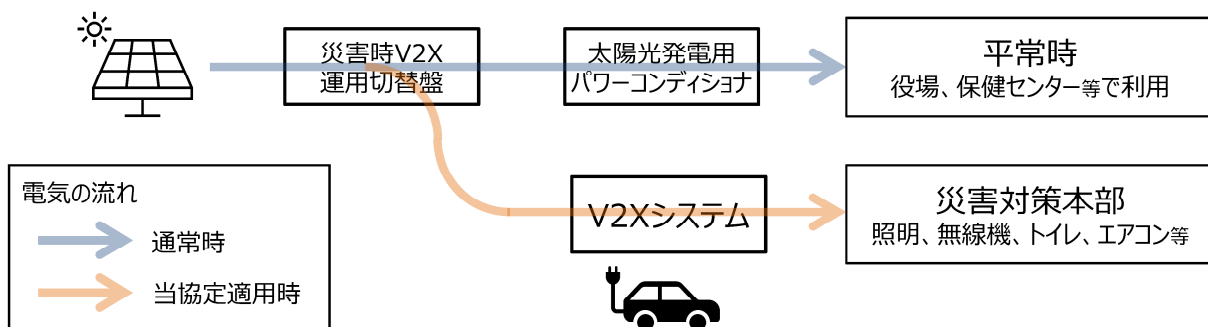 災害時V2X
運用切替盤
太陽光発電用
パワーコンディショナ
平常時
役場、保健センター等で利用
電気の流れ
通常時
当協定適用時
V2Xシステム
災害対策本部
照明、無線機、トイレ、エアコン等